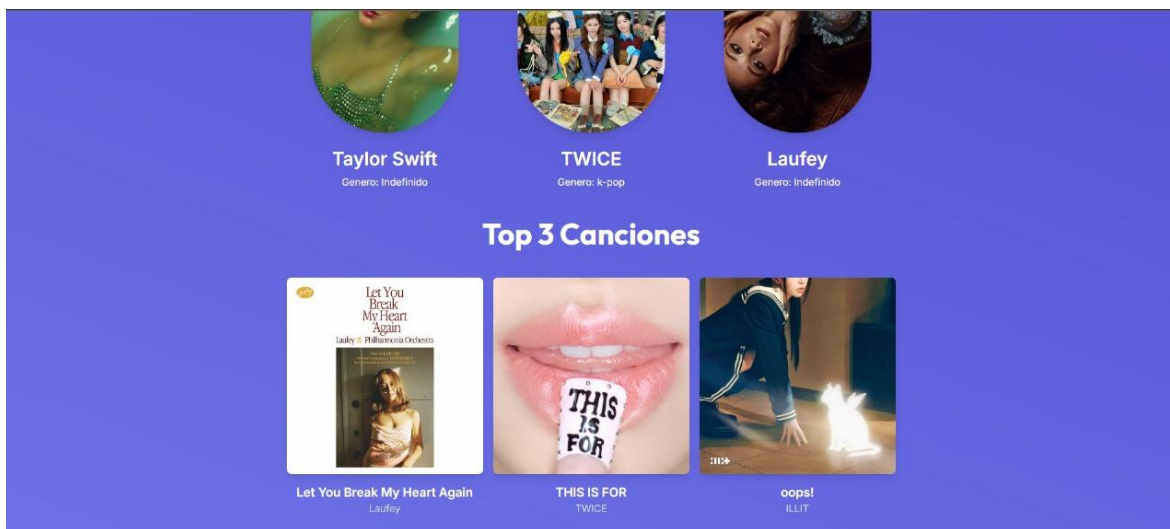 Taylor Swift
TWICE
Laufey
Genero: Indefinido
Genero: k-pop
Genero: Indefinido
Top 3 Canciones
Let You
Break
My Heart
Again
Laufey & Philharmonia Orchestra
THIS
IS
FOR
Let You Break My Heart Again
THIS IS FOR
oops!
Laufey
TWICE
ILLIT